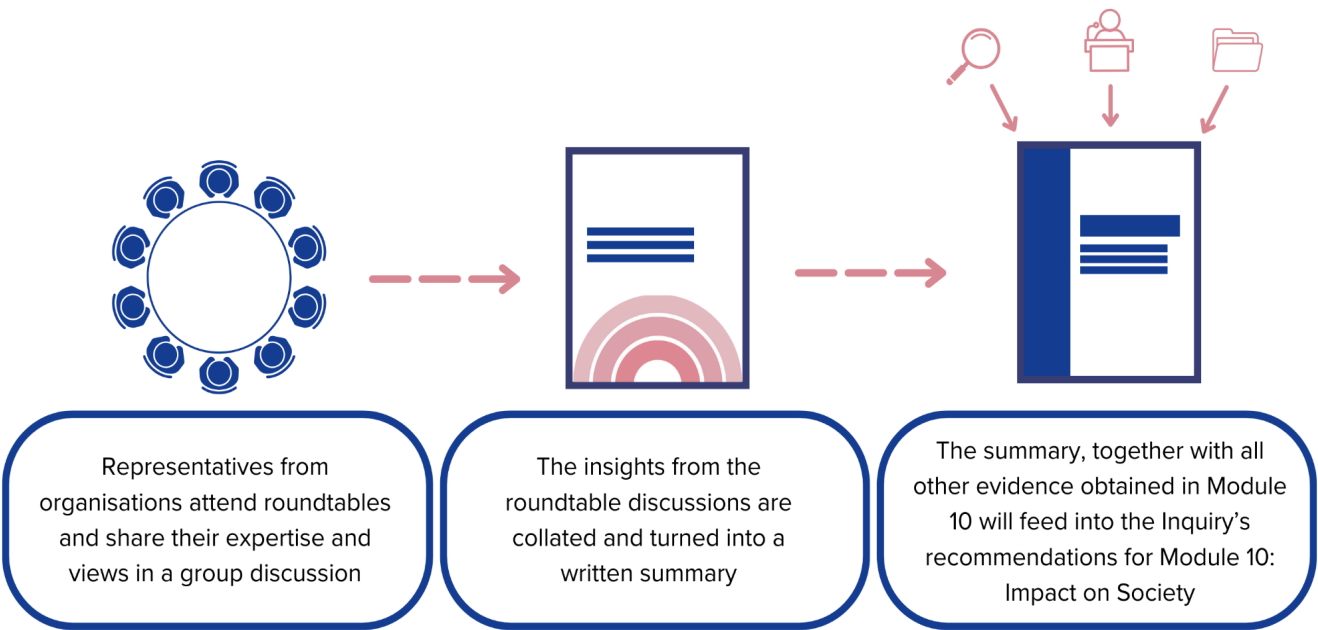 Representatives from
organisations attend roundtables
and share their expertise and
views in a group discussion
The insights from the
roundtable discussions are
collated and turned into a
written summary
The summary, together with all
other evidence obtained in Module
10 will feed into the Inquiry’s
recommendations for Module 10:
Impact on Society